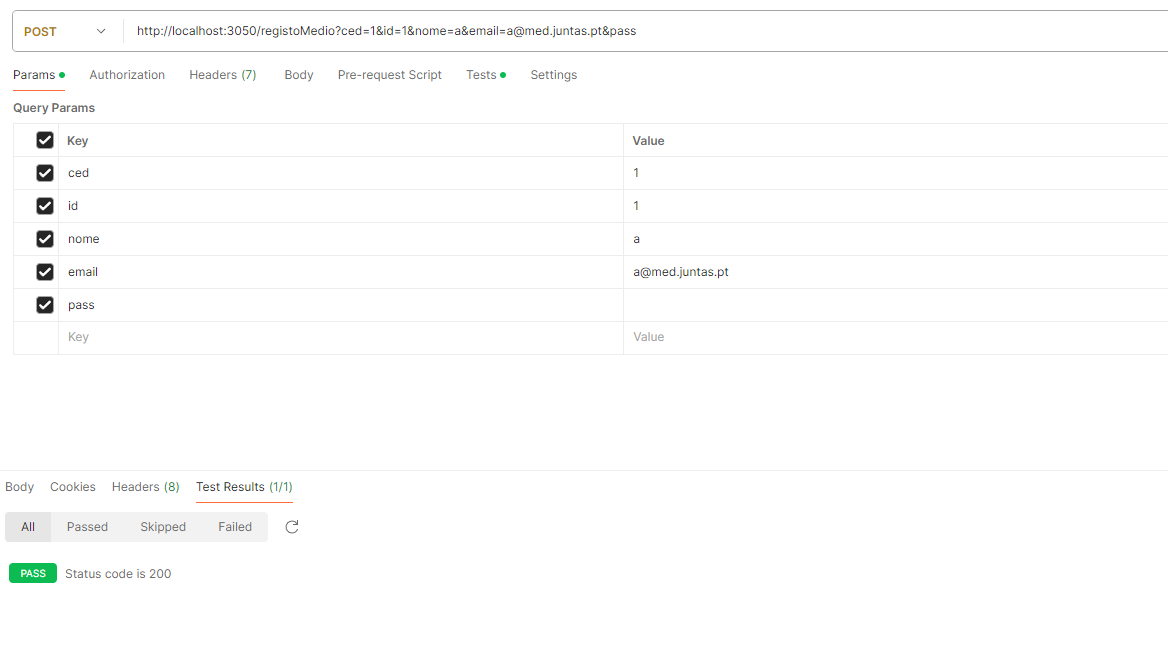 POST http://localhost:3050/registoMedio?ced=1&id=1&nome=a&email=a@med.juntas.pt&pass
Params Authorization Headers (7) Body Pre-request Script Tests Settings
Query Params
Key Value
ced 1
id 1
nome a
email a@med.juntas.pt
pass
Key Value
Body Cookies Headers (8) Test Results (1/1)
All Passed Skipped Failed
PASS Status code is 200